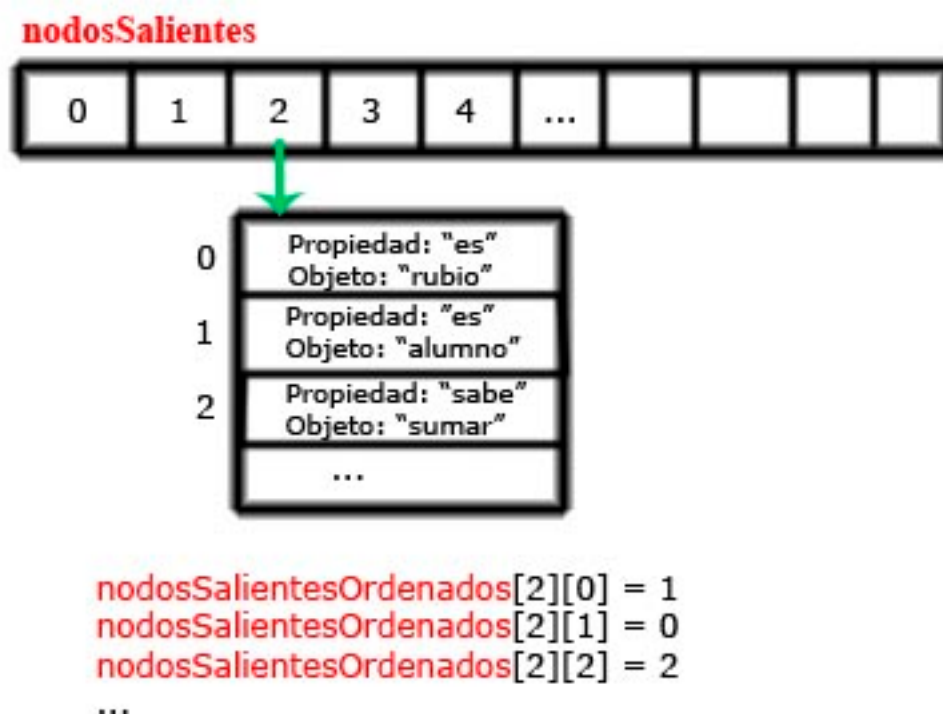 nodosSalientes
0 1 2 3 4 ...
0
Propiedad: “es”
Objeto: “rubio”
1
Propiedad: ”es”
Objeto: “alumno”
2
Propiedad: “sabe”
Objeto: “sumar”
...
nodosSalientesOrdenados[2][0] = 1
nodosSalientesOrdenados[2][1] = 0
nodosSalientesOrdenados[2][2] = 2
...